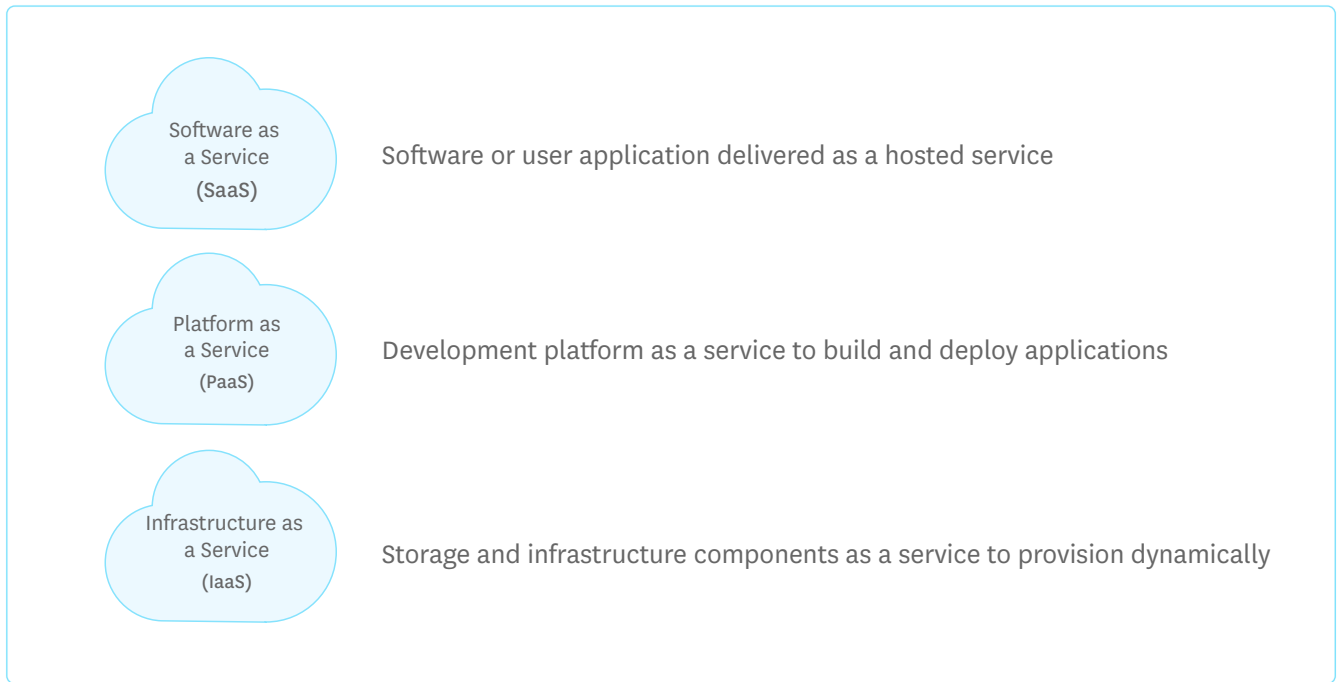 Software as
a Service
(SaaS)
Software or user application delivered as a hosted service
Platform as
a Service
(PaaS)
Development platform as a service to build and deploy applications
Infrastructure as
a Service
(IaaS)
Storage and infrastructure components as a service to provision dynamically